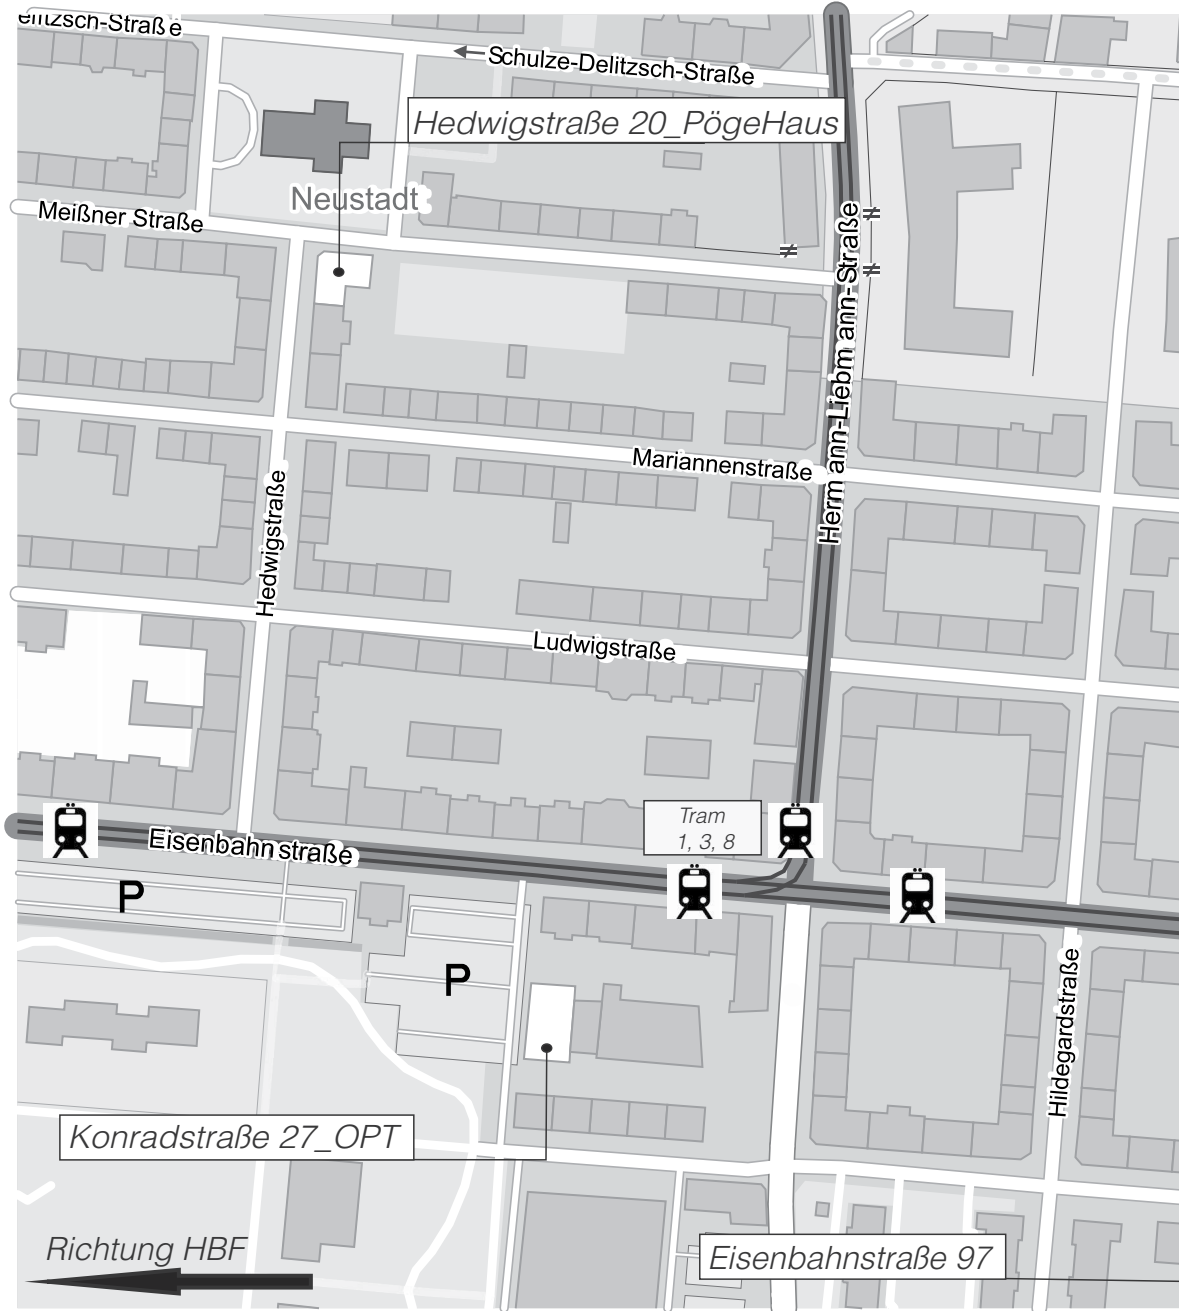 elitzsch-Straße
Schulze-Delitzsch-Straße
Hedwigstraße 20_PögeHaus
Neustadt
Meißner Straße
Hermann-Liebmann-Straße
Mariannenstraße
Hedwigstraße
Ludwigstraße
Tram
1, 3, 8
Eisenbahnstraße
P
P
Hildegardstraße
Konradstraße 27_OPT
Richtung HBF
Eisenbahnstraße 97